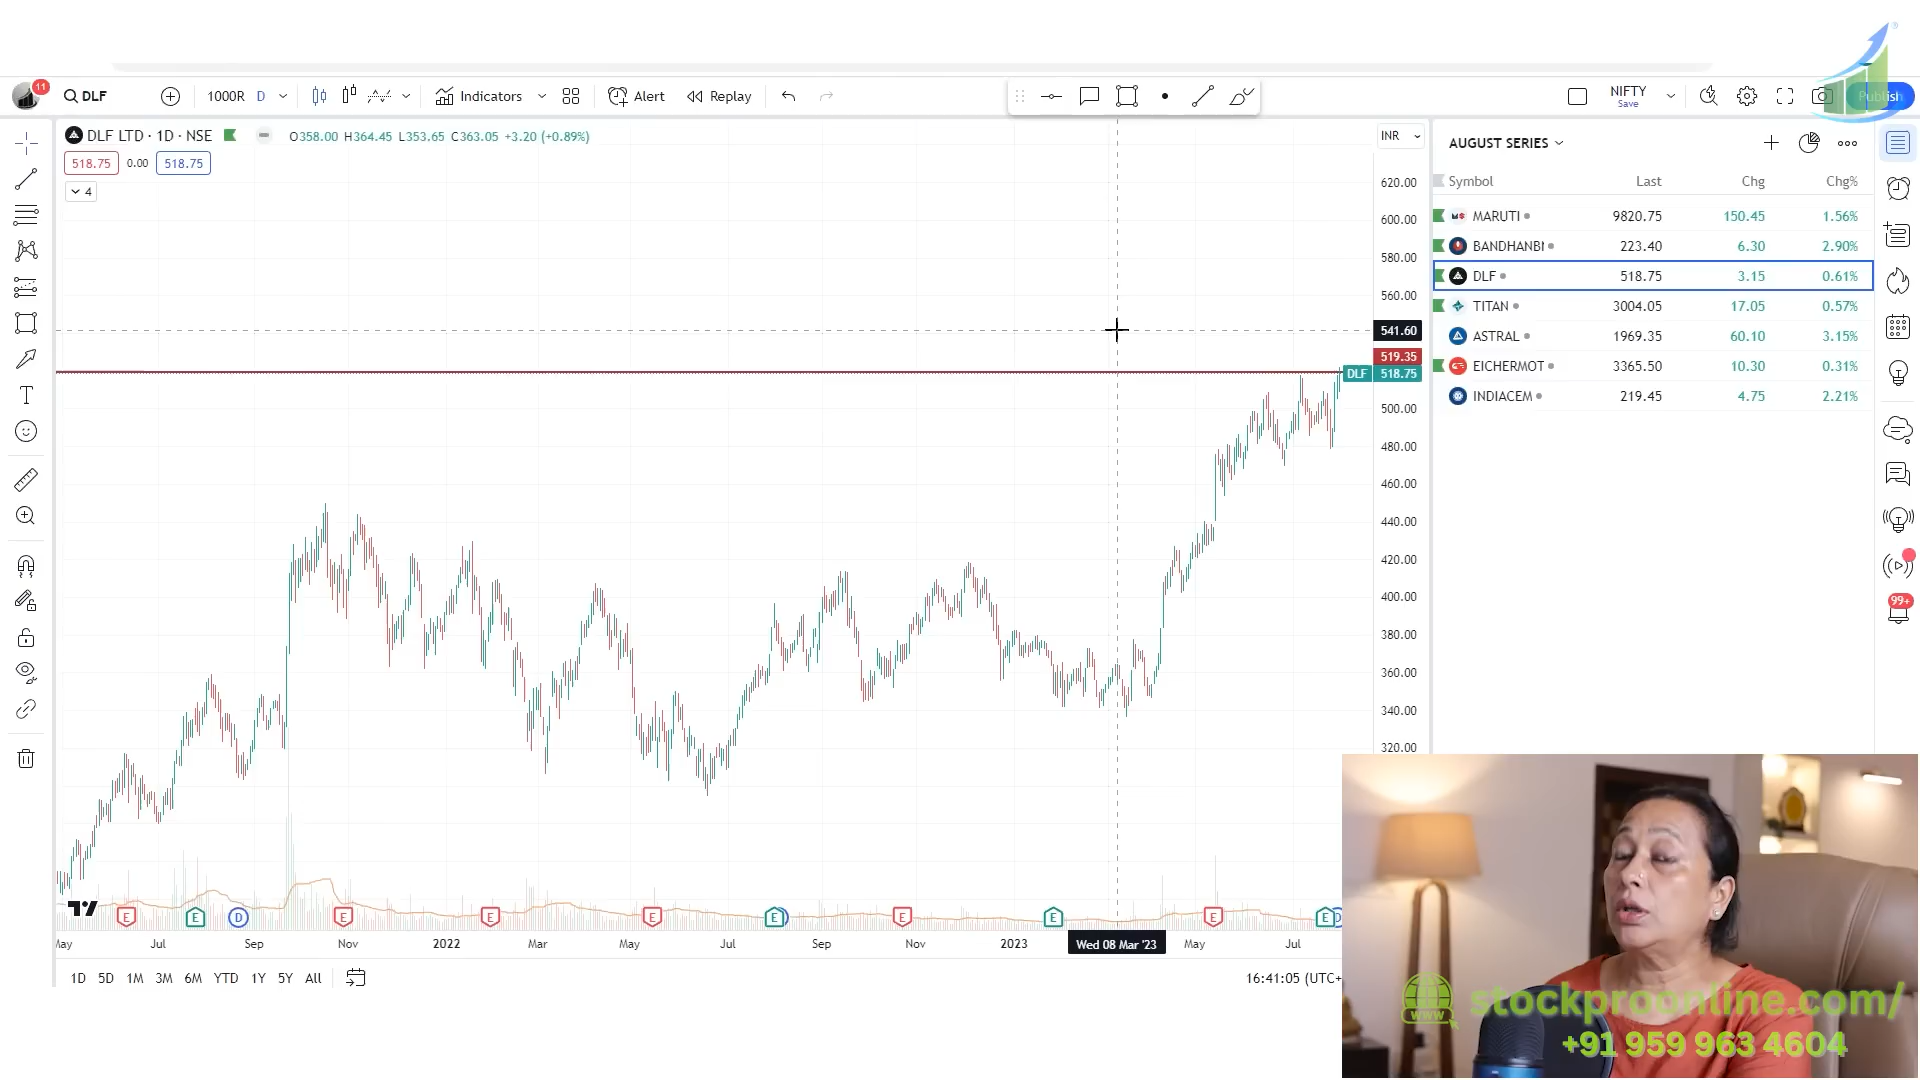 11
DLF
1000R D
Indicators
Alert
Replay
NIFTY
Save
Publish
DLF LTD · 1D · NSE
O358.00 H364.45 L353.65 C363.05 +3.20 (+0.89%)
INR
518.75 0.00 518.75
4
620.00
600.00
580.00
560.00
541.60
519.35
DLF 518.75
500.00
480.00
460.00
440.00
420.00
400.00
380.00
360.00
340.00
320.00
AUGUST SERIES
Symbol Last Chg Chg%
MARUTI 9820.75 150.45 1.56%
BANDHANBN 223.40 6.30 2.90%
DLF 518.75 3.15 0.61%
TITAN 3004.05 17.05 0.57%
ASTRAL 1969.35 60.10 3.15%
EICHERMOT 3365.50 10.30 0.31%
INDIACEM 219.45 4.75 2.21%
99+
E E D E E E E E E E E D
May Jul Sep Nov 2022 Mar May Jul Sep Nov 2023 Wed 08 Mar '23 May Jul
1D 5D 1M 3M 6M YTD 1Y 5Y All
16:41:05 (UTC+
www
stockproonline.com/
+91 959 963 4604